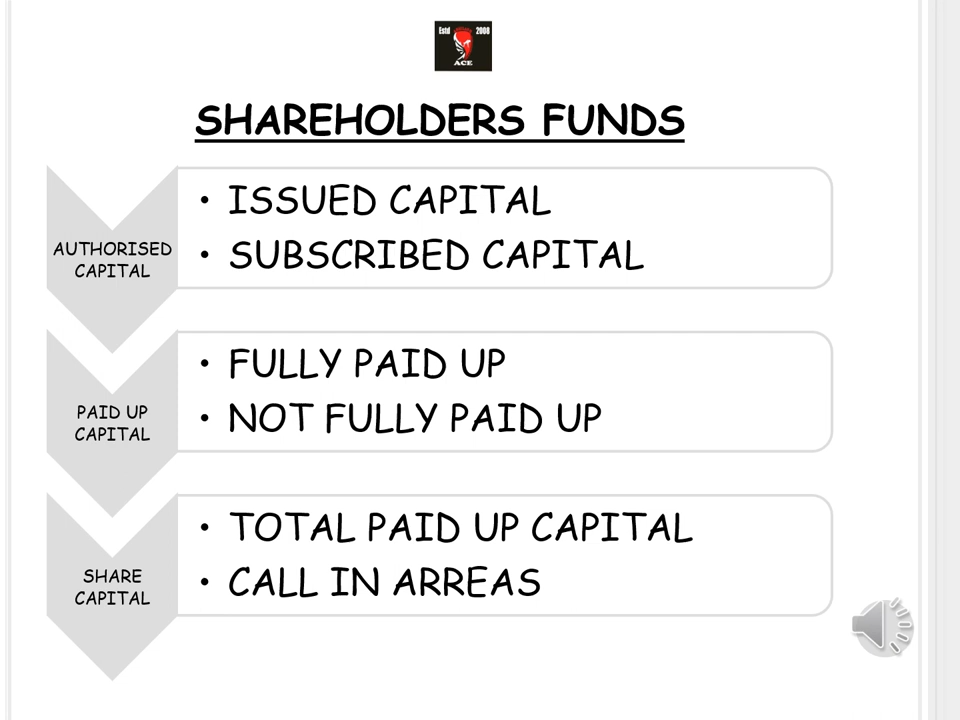 Estd 2008
ACE
SHAREHOLDERS FUNDS
AUTHORISED
CAPITAL
• ISSUED CAPITAL
• SUBSCRIBED CAPITAL
PAID UP
CAPITAL
• FULLY PAID UP
• NOT FULLY PAID UP
SHARE
CAPITAL
• TOTAL PAID UP CAPITAL
• CALL IN ARREAS